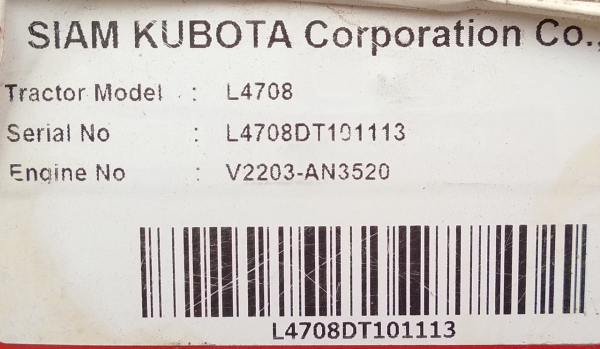 SIAM KUBOTA Corporation Co.,
Tractor Model : L4708
Serial No : L4708DT101113
Engine No : V2203-AN3520
L4708DT101113